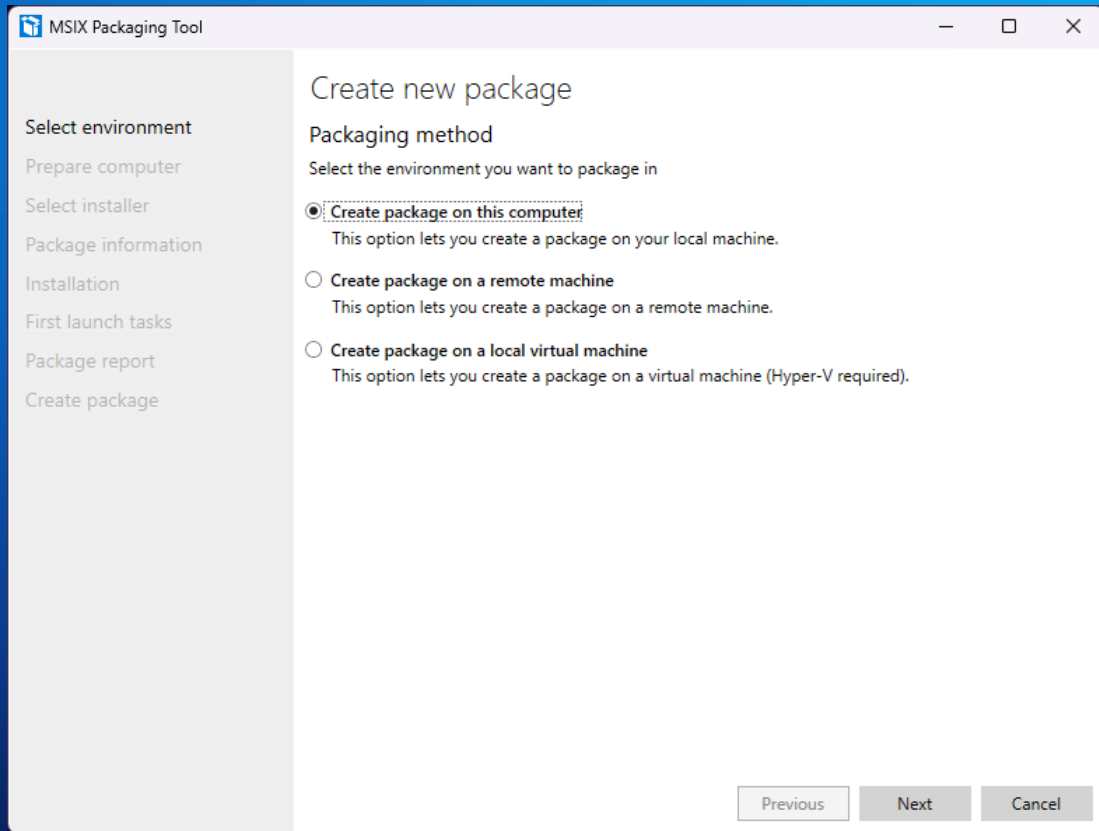 MSIX Packaging Tool
Select environment
Prepare computer
Select installer
Package information
Installation
First launch tasks
Package report
Create package
Create new package
Packaging method
Select the environment you want to package in
Create package on this computer
This option lets you create a package on your local machine.
Create package on a remote machine
This option lets you create a package on a remote machine.
Create package on a local virtual machine
This option lets you create a package on a virtual machine (Hyper-V required).
Previous Next Cancel